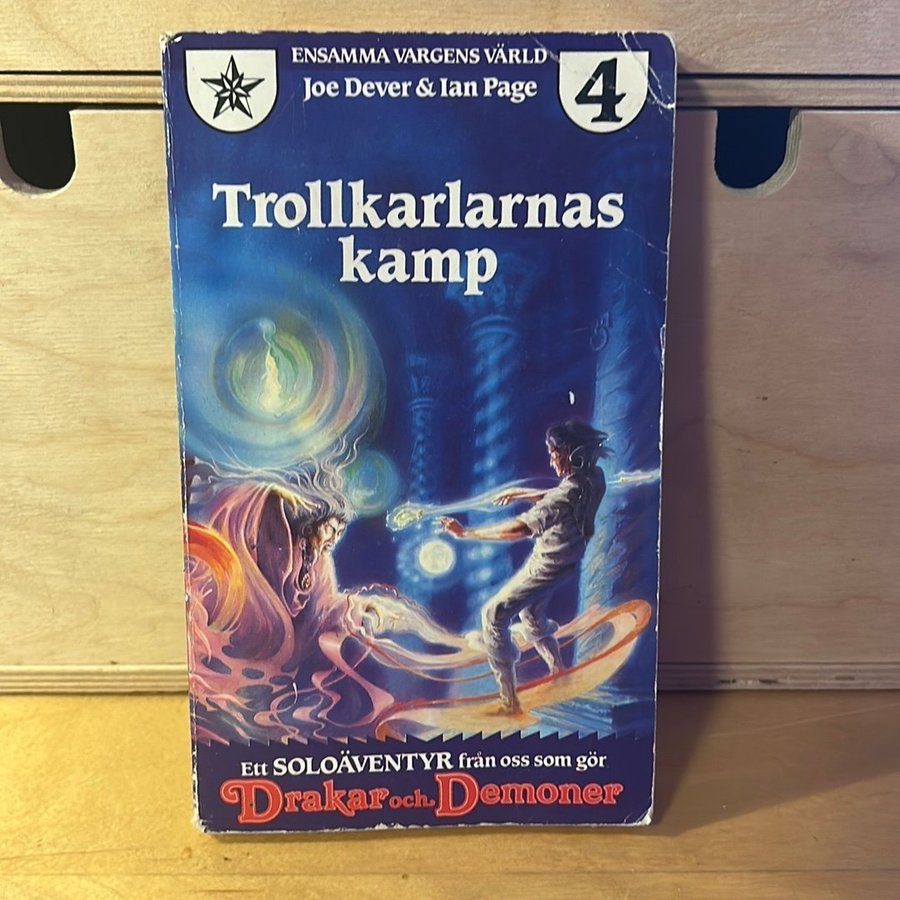 ENSAMMA VARGENS VÄRLD
Joe Dever & Ian Page
4
Trollkarlarnas
kamp
Ett SOLOÄVENTYR från oss som gör
Drakar och Demoner